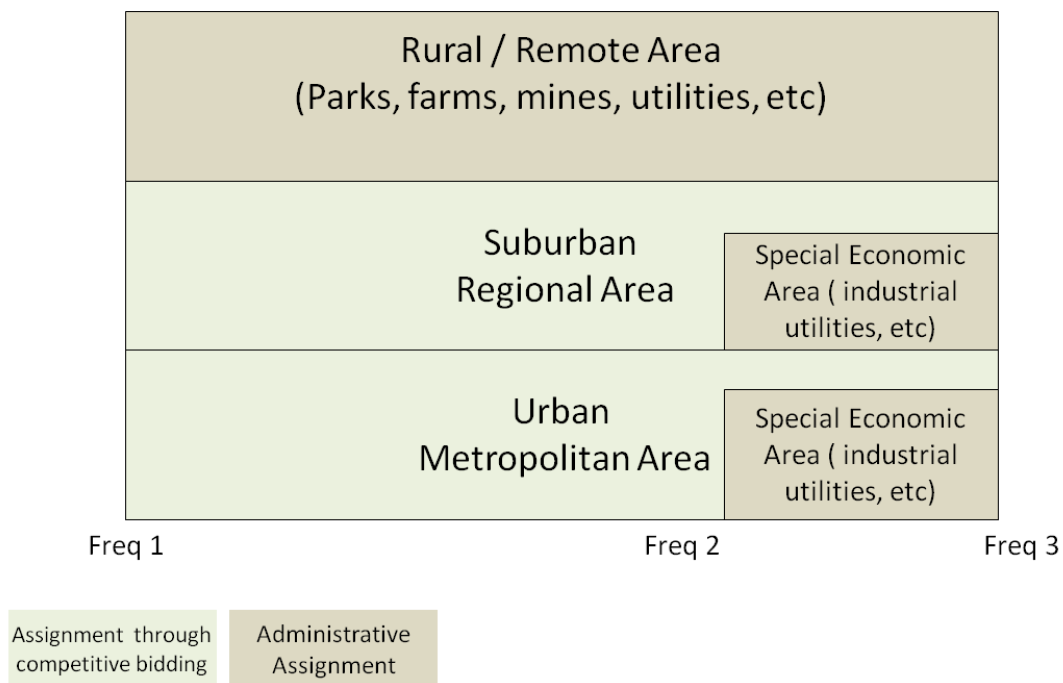 Rural / Remote Area
(Parks, farms, mines, utilities, etc)
Suburban
Regional Area
Special Economic
Area ( industrial
utilities, etc)
Urban
Metropolitan Area
Special Economic
Area ( industrial
utilities, etc)
Freq 1
Freq 2
Freq 3
Assignment through
competitive bidding
Administrative
Assignment